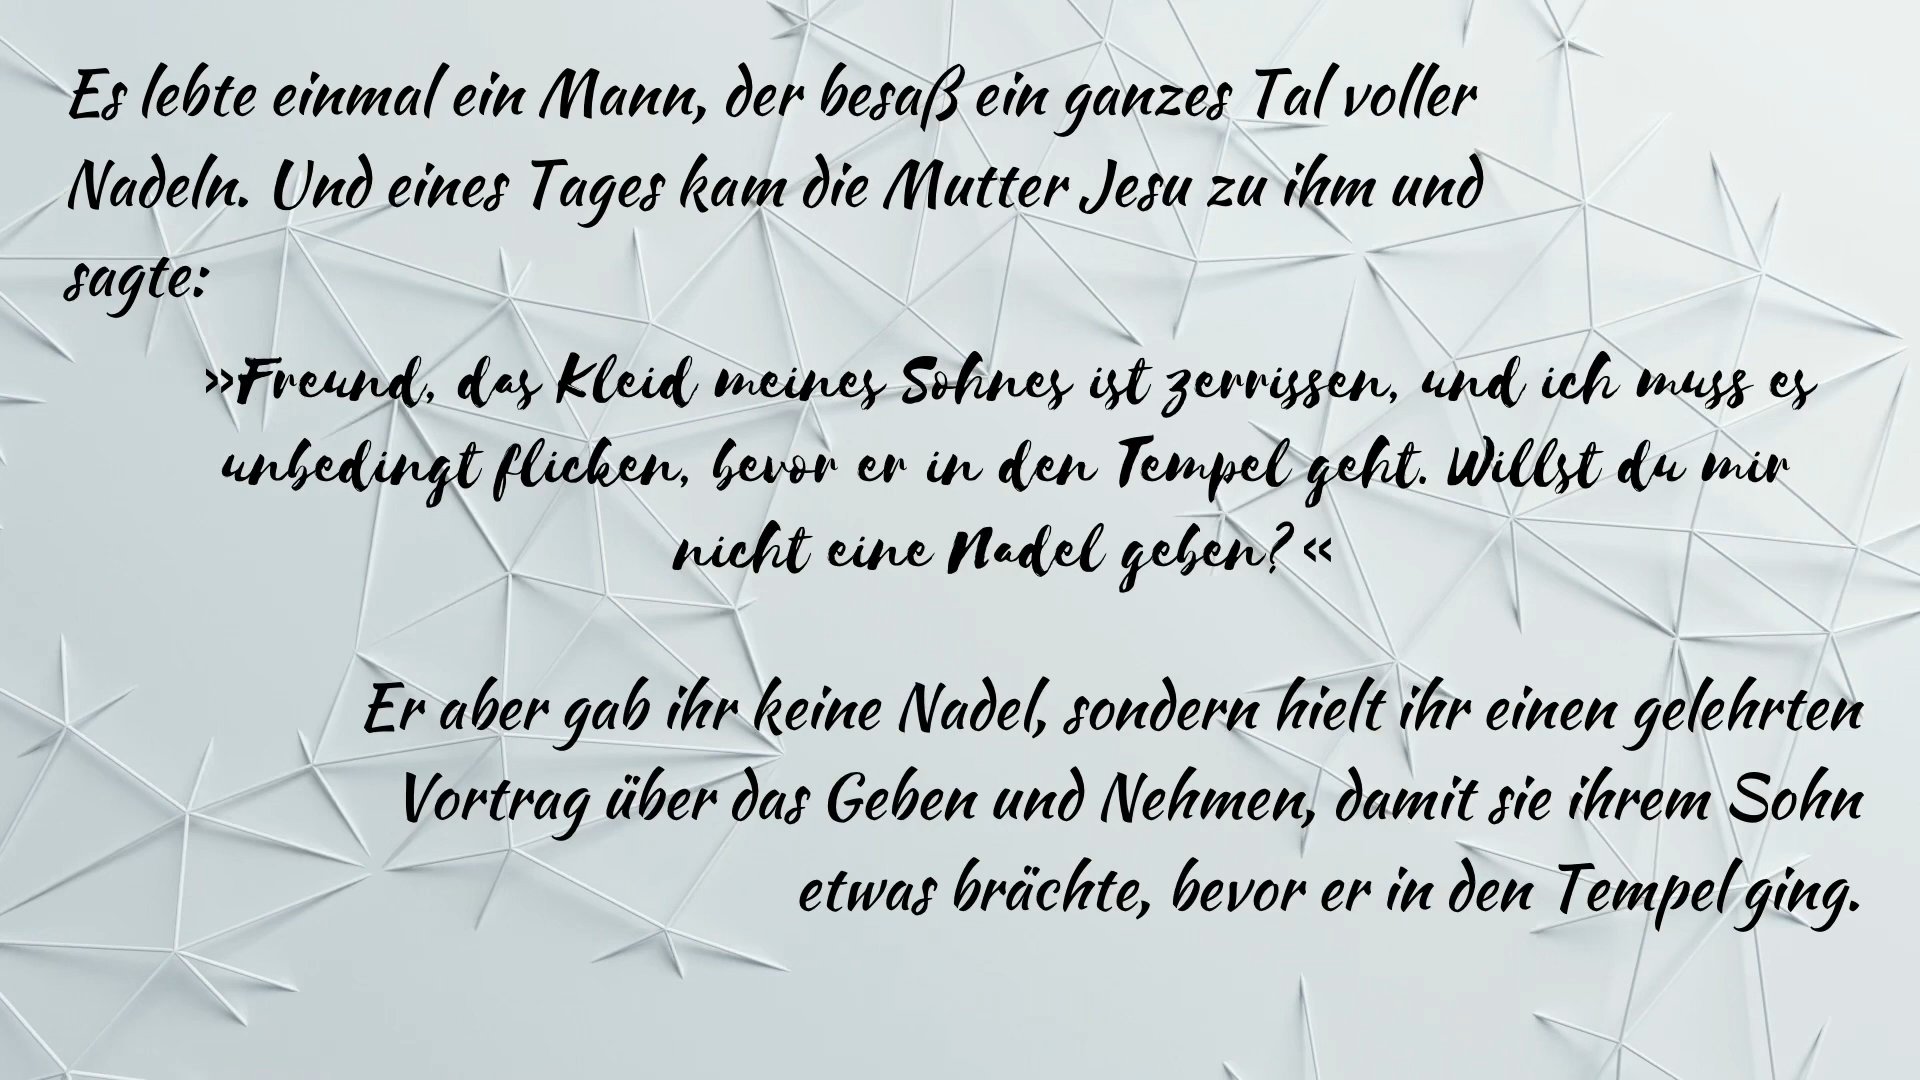 Es lebte einmal ein Mann, der besaß ein ganzes Tal voller
Nadeln. Und eines Tages kam die Mutter Jesu zu ihm und
sagte:
»Freund, das Kleid meines Sohnes ist zerrissen, und ich muss es
unbedingt flicken, bevor er in den Tempel geht. Willst du mir
nicht eine Nadel geben?«
Er aber gab ihr keine Nadel, sondern hielt ihr einen gelehrten
Vortrag über das Geben und Nehmen, damit sie ihrem Sohn
etwas brächte, bevor er in den Tempel ging.